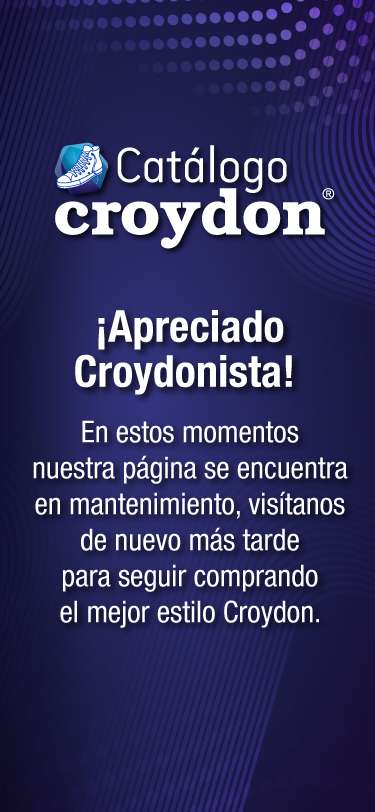 Catálogo
croydon®
¡Apreciado
Croydonista!
En estos momentos
nuestra página se encuentra
en mantenimiento, visítanos
de nuevo más tarde
para seguir comprando
el mejor estilo Croydon.